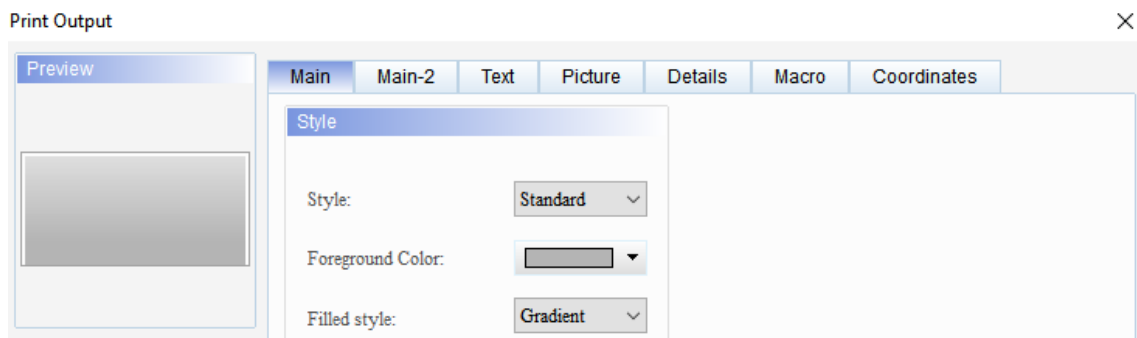 Print Output
Preview
Main Main-2 Text Picture Details Macro Coordinates
Style
Style: Standard
Foreground Color:
Filled style: Gradient